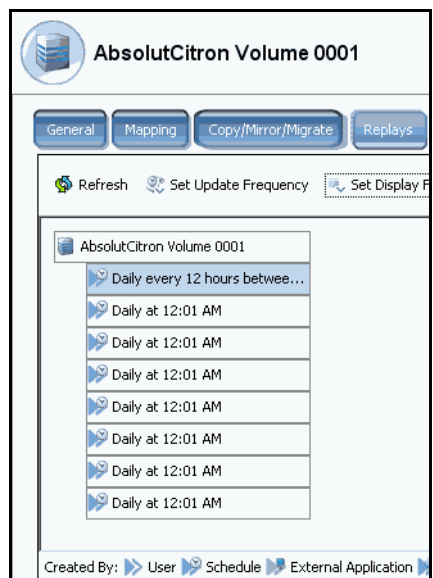 AbsolutCitron Volume 0001
General Mapping Copy/Mirror/Migrate Replays
Refresh Set Update Frequency Set Display F
AbsolutCitron Volume 0001
Daily every 12 hours betwee...
Daily at 12:01 AM
Daily at 12:01 AM
Daily at 12:01 AM
Daily at 12:01 AM
Daily at 12:01 AM
Daily at 12:01 AM
Daily at 12:01 AM
Created By: User Schedule External Application